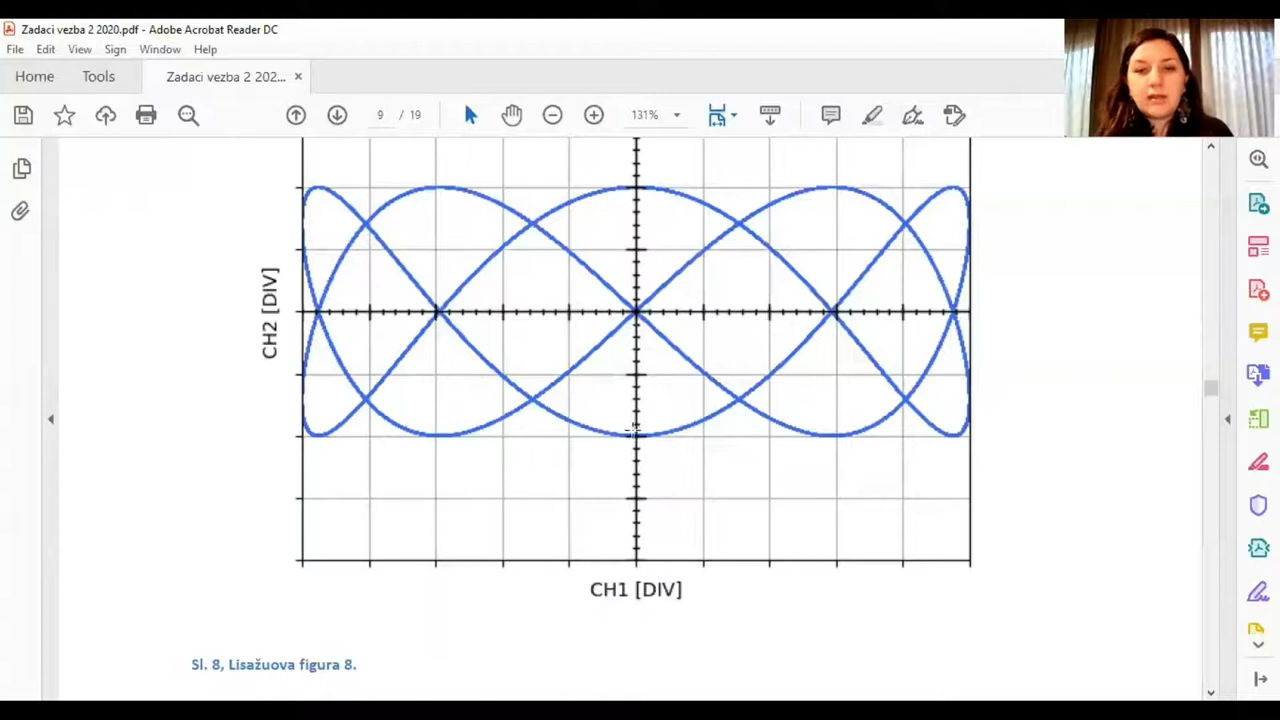 Zadaci vezba 2 2020.pdf - Adobe Acrobat Reader DC
File Edit View Sign Window Help
Home Tools Zadaci vezba 2 202... ×
9 / 19 131%
CH2 [DIV]
CH1 [DIV]
Sl. 8, Lisažuova figura 8.